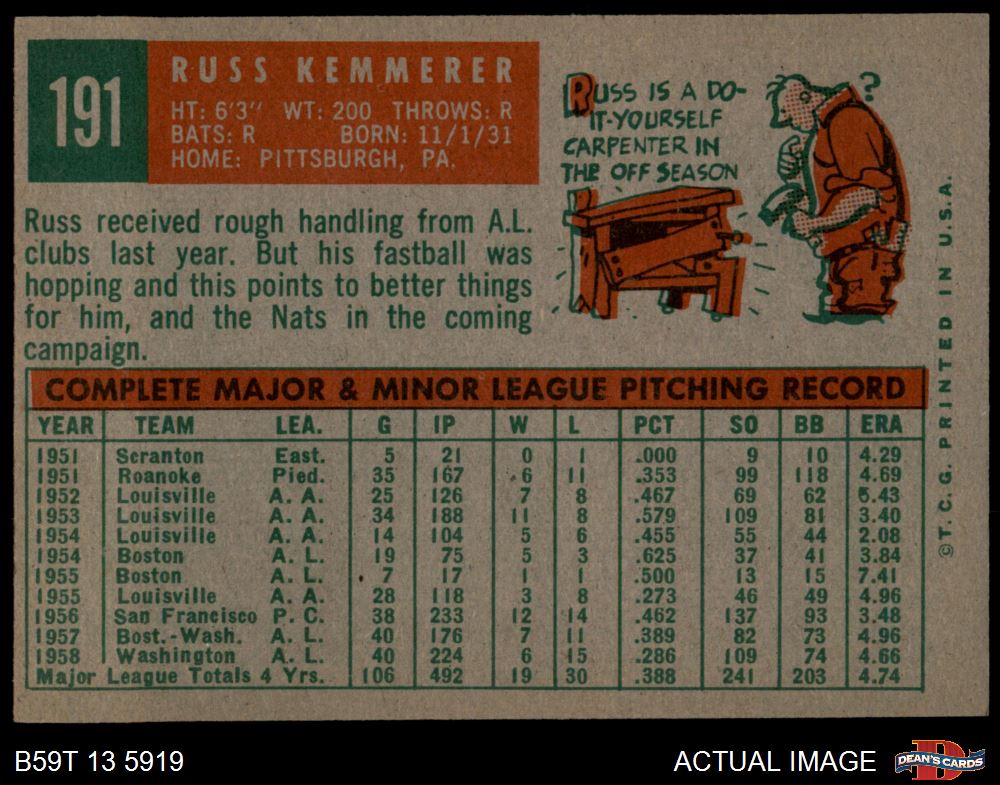 191
RUSS KEMMERER
HT: 6'3" WT: 200 THROWS: R
BATS: R BORN: 11/1/31
HOME: PITTSBURGH, PA.
RUSS IS A DO-
IT-YOURSELF
CARPENTER IN
THE OFF SEASON
?
Russ received rough handling from A.L.
clubs last year. But his fastball was
hopping and this points to better things
for him, and the Nats in the coming
campaign.
COMPLETE MAJOR & MINOR LEAGUE PITCHING RECORD
YEAR TEAM LEA. G IP W L PCT SO BB ERA
1951 Scranton East. 5 21 0 1 .000 9 10 4.29
1951 Roanoke Pied. 35 167 6 11 .353 99 118 4.69
1952 Louisville A. A. 25 126 7 8 .467 69 62 5.43
1953 Louisville A. A. 34 188 11 8 .579 109 81 3.40
1954 Louisville A. A. 14 104 5 6 .455 55 44 2.08
1954 Boston A. L. 19 75 5 3 .625 37 41 3.84
1955 Boston A. L. 7 17 1 1 .500 13 15 7.41
1955 Louisville A. A. 28 118 3 8 .273 46 49 4.96
1956 San Francisco P. C. 38 233 12 14 .462 137 93 3.48
1957 Bost.-Wash. A. L. 40 176 7 11 .389 82 73 4.96
1958 Washington A. L. 40 224 6 15 .286 109 74 4.66
Major League Totals 4 Yrs. 106 492 19 30 .388 241 203 4.74
© T. C. G. PRINTED IN U.S.A.
B59T 13 5919
ACTUAL IMAGE
DEAN'S CARDS